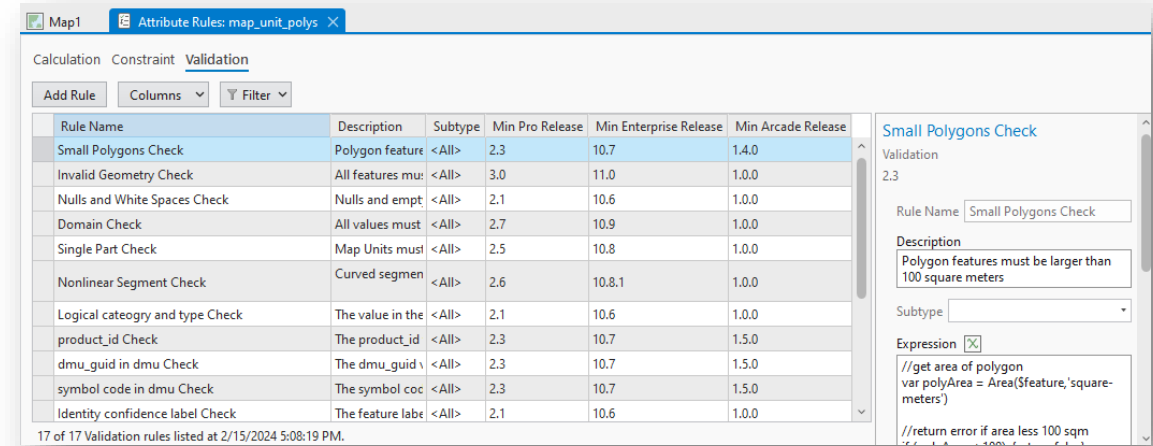 Map1
Attribute Rules: map_unit_polys
Calculation Constraint Validation
Add Rule Columns Filter
Rule Name Description Subtype Min Pro Release Min Enterprise Release Min Arcade Release
Small Polygons Check Polygon feature <All> 2.3 10.7 1.4.0
Invalid Geometry Check All features mu <All> 3.0 11.0 1.0.0
Nulls and White Spaces Check Nulls and empt <All> 2.1 10.6 1.0.0
Domain Check All values must <All> 2.7 10.9 1.0.0
Single Part Check Map Units must <All> 2.5 10.8 1.0.0
Nonlinear Segment Check Curved segmen <All> 2.6 10.8.1 1.0.0
Logical cateogry and type Check The value in the <All> 2.1 10.6 1.0.0
product_id Check The product_id <All> 2.3 10.7 1.5.0
dmu_guid in dmu Check The dmu_guid <All> 2.3 10.7 1.5.0
symbol code in dmu Check The symbol coc <All> 2.3 10.7 1.5.0
Identity confidence label Check The feature labe <All> 2.1 10.6 1.0.0
17 of 17 Validation rules listed at 2/15/2024 5:08:19 PM.
Small Polygons Check
Validation
2.3
Rule Name Small Polygons Check
Description
Polygon features must be larger than
100 square meters
Subtype
Expression
//get area of polygon
var polyArea = Area($feature,'square-
meters')
//return error if area less 100 sqm